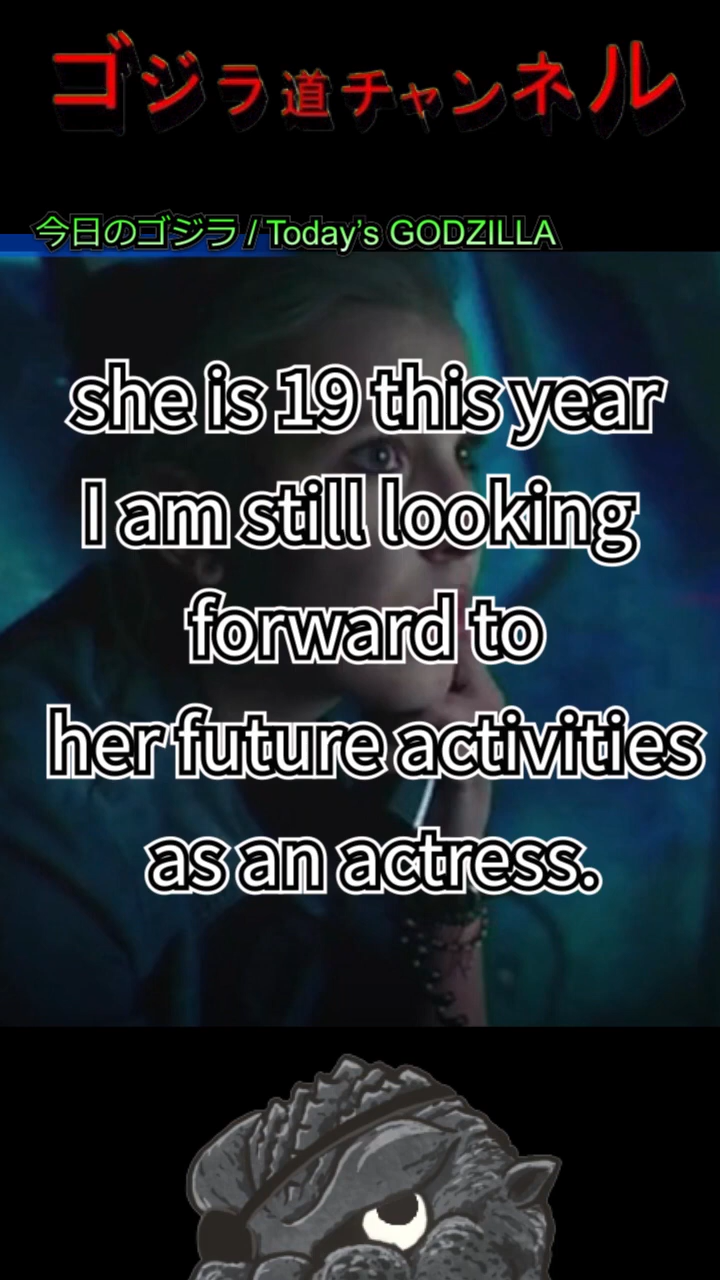 ゴジラ道チャンネル
今日のゴジラ / Today's GODZILLA
she is 19 this year
I am still looking
forward to
her future activities
as an actress.